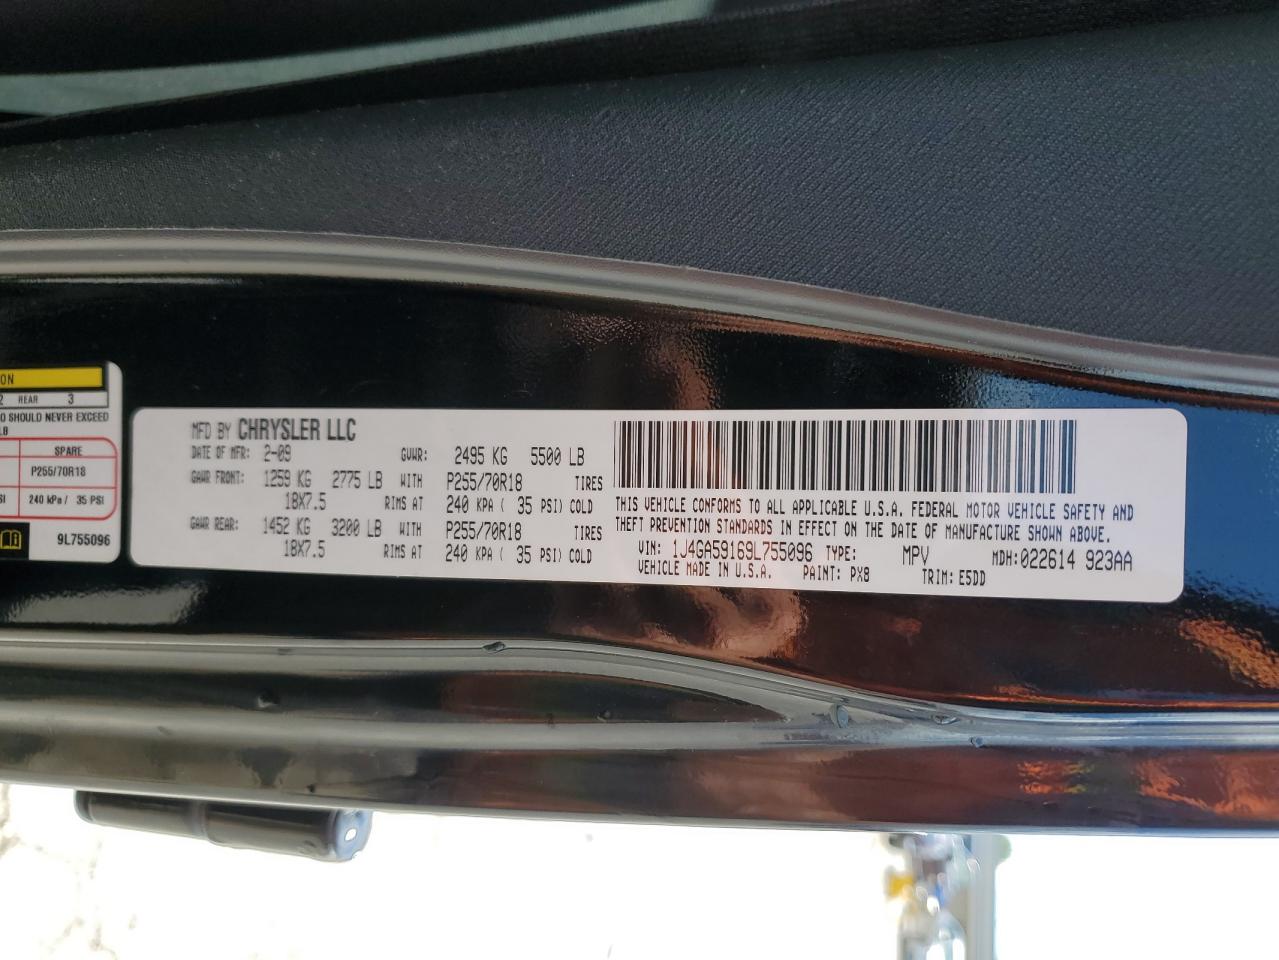 ON
2 REAR 3
O SHOULD NEVER EXCEED
LB
SPARE
P255/70R18
SI 240 kPa / 35 PSI
9L755096
MFD BY CHRYSLER LLC
DATE OF MFR: 2-09 GVWR: 2495 KG 5500 LB
GAWR FRONT: 1259 KG 2775 LB WITH P255/70R18 TIRES
18X7.5 RIMS AT 240 KPA ( 35 PSI) COLD
GAWR REAR: 1452 KG 3200 LB WITH P255/70R18 TIRES
18X7.5 RIMS AT 240 KPA ( 35 PSI) COLD
THIS VEHICLE CONFORMS TO ALL APPLICABLE U.S.A. FEDERAL MOTOR VEHICLE SAFETY AND
THEFT PREVENTION STANDARDS IN EFFECT ON THE DATE OF MANUFACTURE SHOWN ABOVE.
VIN: 1J4GA59169L755096 TYPE: MPV MDH: 022614 923AA
VEHICLE MADE IN U.S.A. PAINT: PX8 TRIM: E5DD